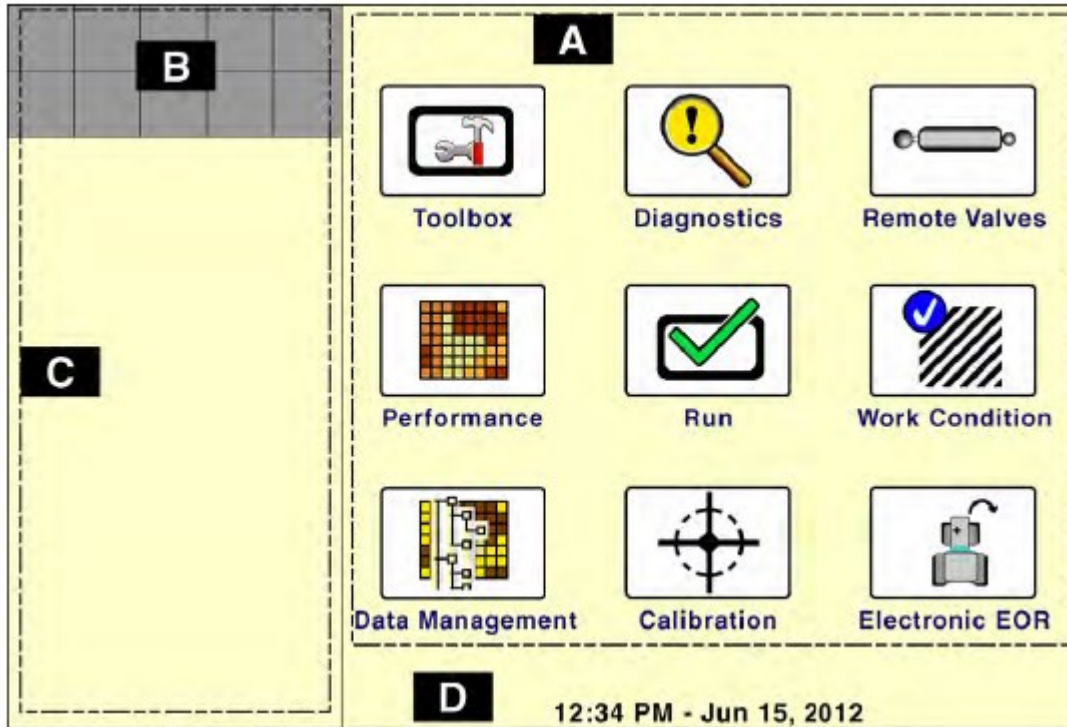 A
B
Toolbox Diagnostics Remote Valves
C
Performance Run Work Condition
Data Management Calibration Electronic EOR
D
12:34 PM - Jun 15, 2012